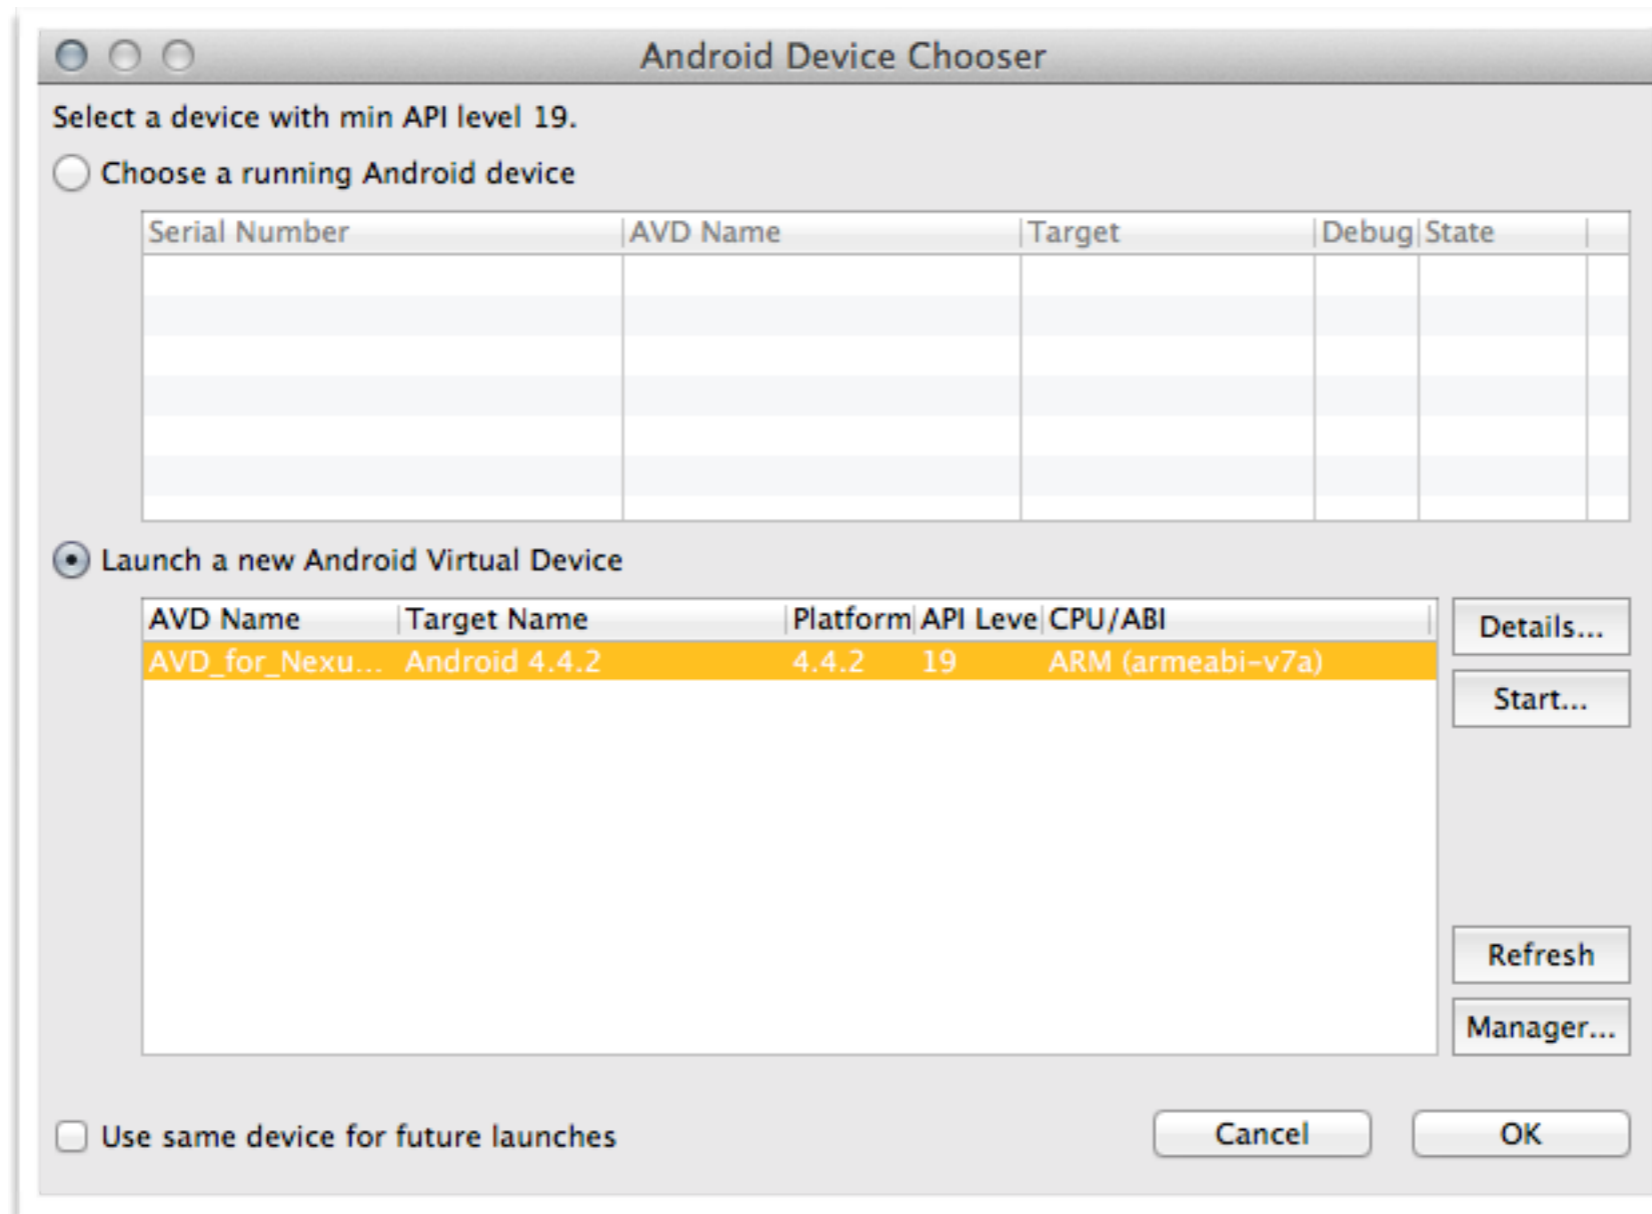 Android Device Chooser
Select a device with min API level 19.
Choose a running Android device
Serial Number AVD Name Target Debug State
Launch a new Android Virtual Device
AVD Name Target Name Platform API Leve CPU/ABI
Details...
AVD_for_Nexu... Android 4.4.2 4.4.2 19 ARM (armeabi-v7a)
Start...
Refresh
Manager...
Use same device for future launches
Cancel OK